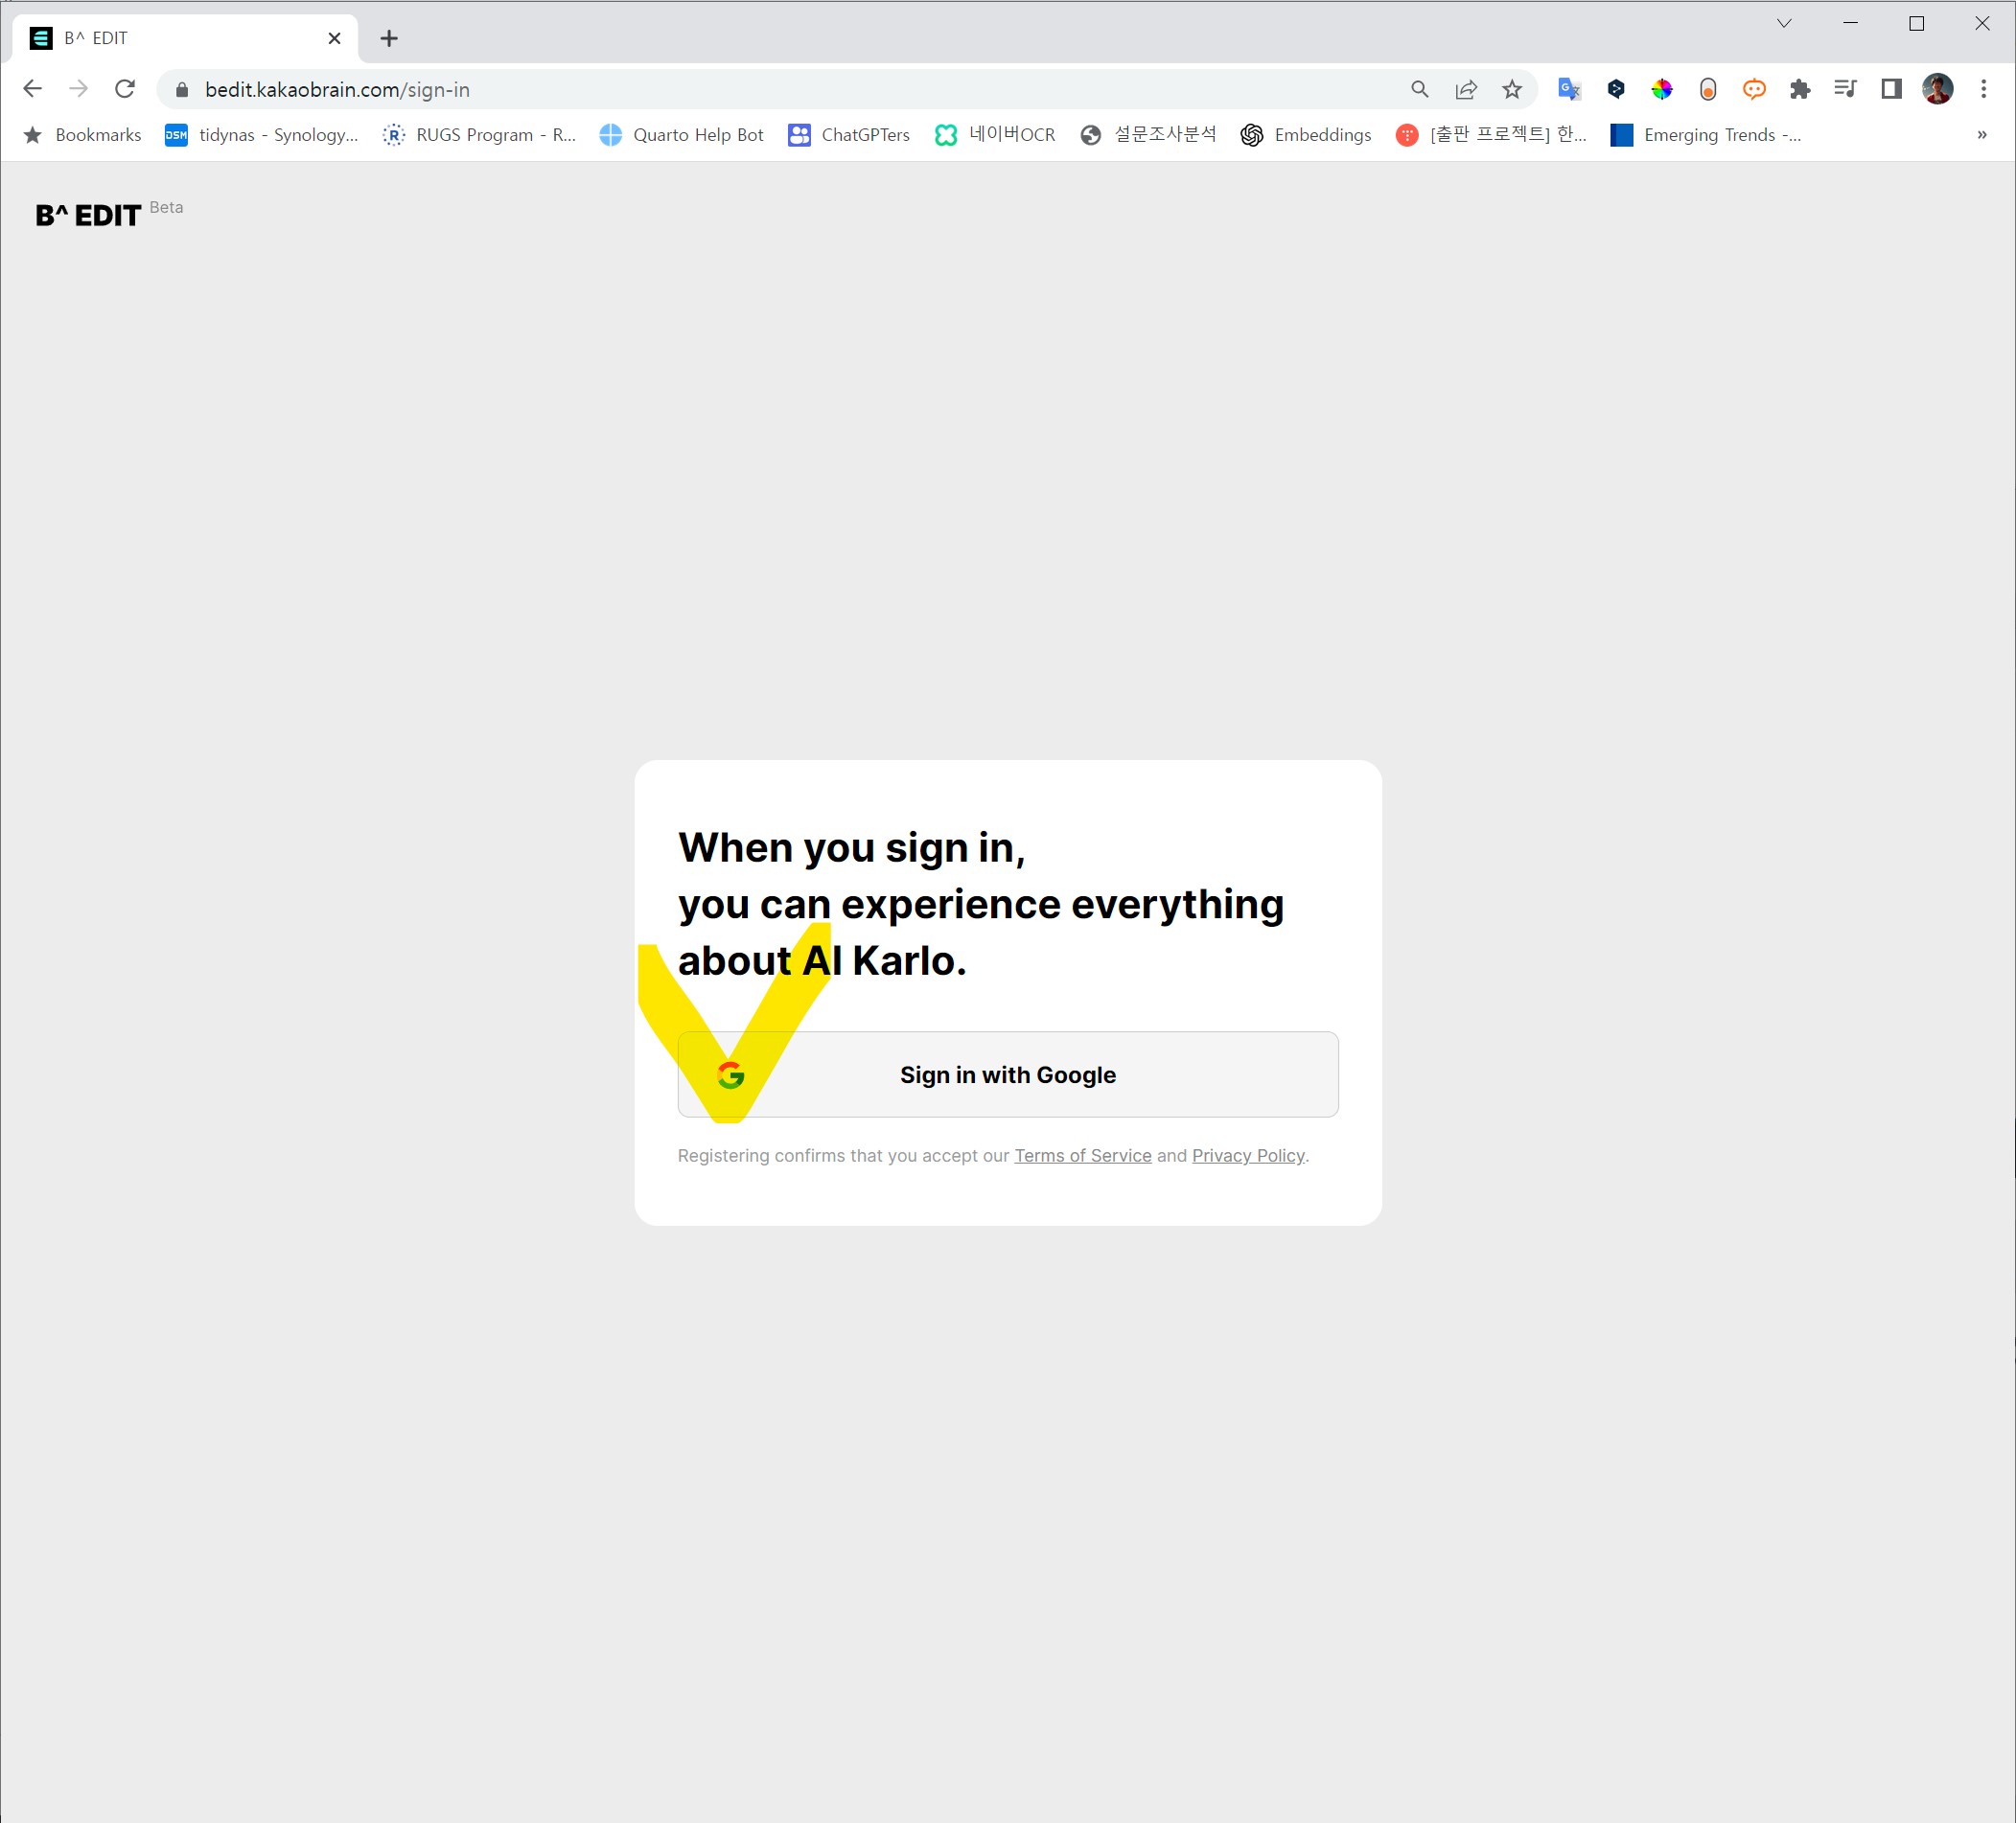 B^ EDIT
bedit.kakaobrain.com/sign-in
Bookmarks
DSM
tidynas - Synology...
R
RUGS Program - R...
Quarto Help Bot
ChatGPTers
네이버OCR
설문조사분석
Embeddings
[출판 프로젝트] 한...
Emerging Trends -...
»
B^ EDIT Beta
When you sign in,
you can experience everything
about AI Karlo.
Sign in with Google
Registering confirms that you accept our Terms of Service and Privacy Policy.